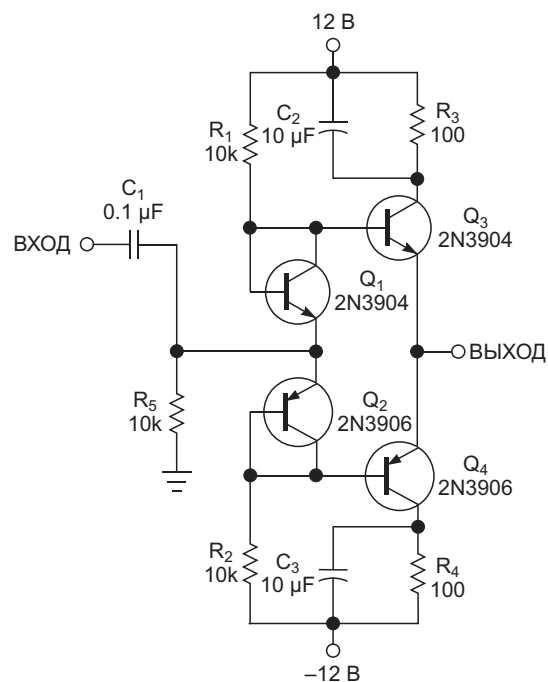 12 В
C₂
10 µF
R₃
100
R₁
10k
C₁
0.1 µF
Q₃
2N3904
ВХОД
Q₁
2N3904
ВЫХОД
R₅
10k
Q₂
2N3906
Q₄
2N3906
R₂
10k
C₃
10 µF
R₄
100
–12 В